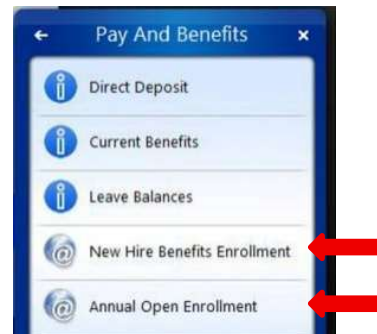 Pay And Benefits
Direct Deposit
Current Benefits
Leave Balances
New Hire Benefits Enrollment
Annual Open Enrollment